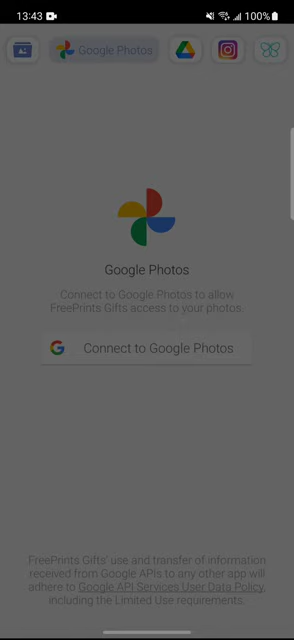 13:43
100%
Google Photos
Google Photos
Connect to Google Photos to allow
FreePrints Gifts access to your photos.
Connect to Google Photos
FreePrints Gifts' use and transfer of information
received from Google APIs to any other app will
adhere to Google API Services User Data Policy,
including the Limited Use requirements.